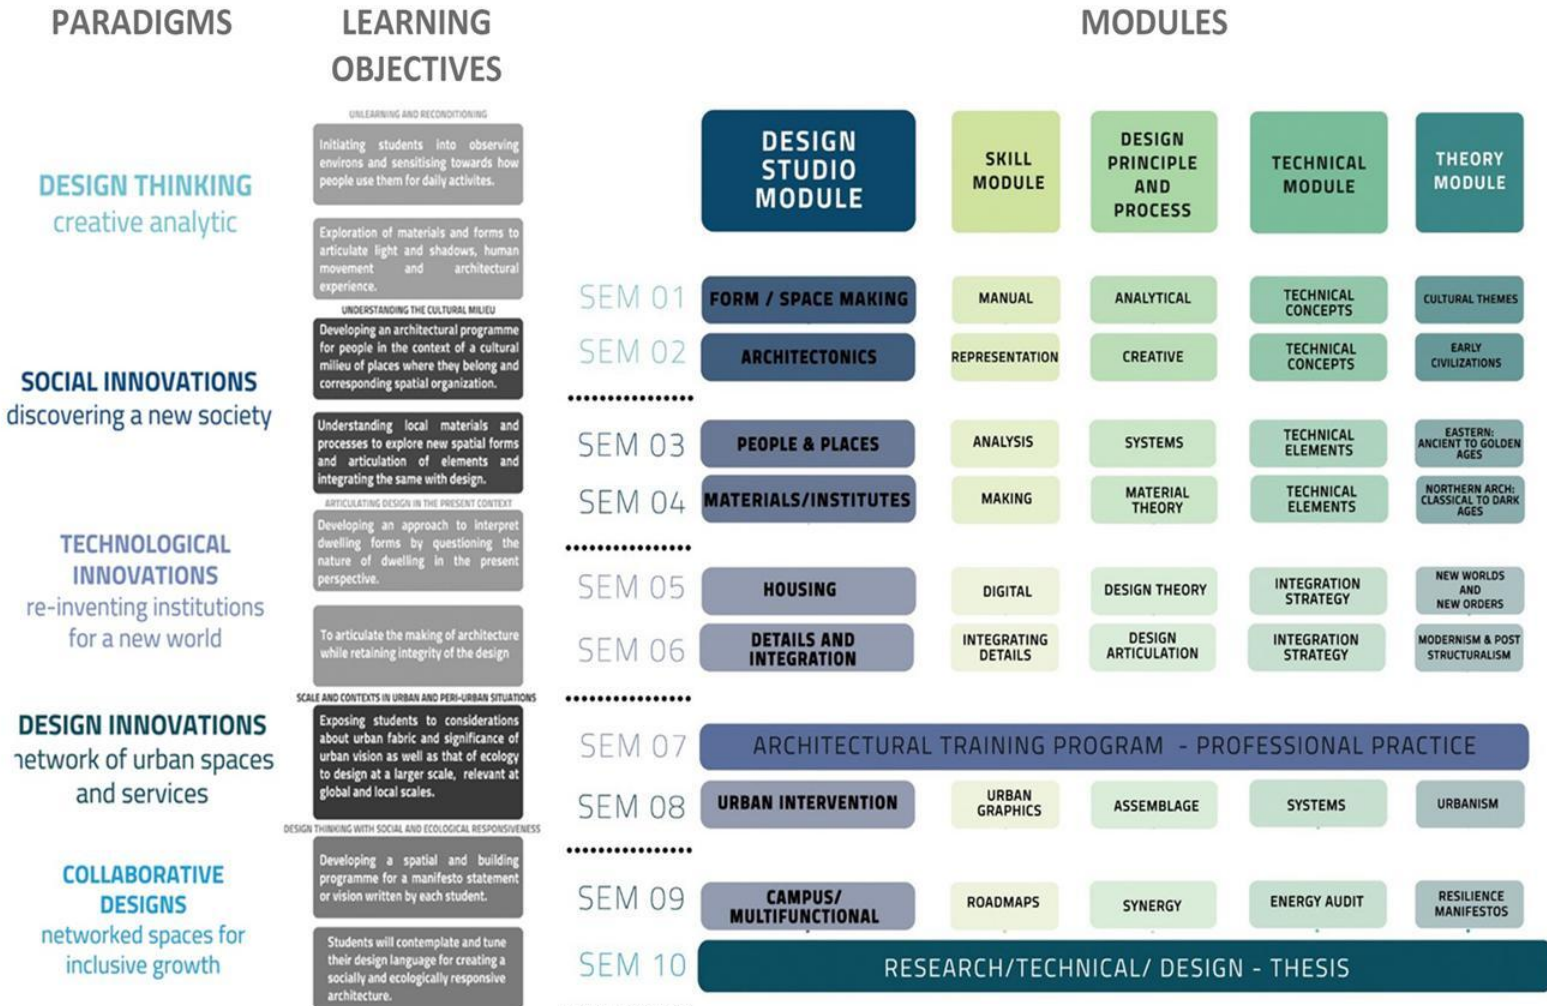 PARADIGMS
LEARNING
OBJECTIVES
MODULES
DESIGN THINKING
creative analytic
SOCIAL INNOVATIONS
discovering a new society
TECHNOLOGICAL
INNOVATIONS
re-inventing institutions
for a new world
DESIGN INNOVATIONS
network of urban spaces
and services
COLLABORATIVE
DESIGNS
networked spaces for
inclusive growth
UNLEARNING AND RECONDITIONING
Initiating students into observing
environs and sensitising towards how
people use them for daily activites.
Exploration of materials and forms to
articulate light and shadows, human
movement and architectural
experience.
UNDERSTANDING THE CULTURAL MILIEU
Developing an architectural programme
for people in the context of a cultural
milieu of places where they belong and
corresponding spatial organization.
Understanding local materials and
processes to explore new spatial forms
and articulation of elements and
integrating the same with design.
ARTICULATING DESIGN IN THE PRESENT CONTEXT
Developing an approach to interpret
dwelling forms by questioning the
nature of dwelling in the present
perspective.
To articulate the making of architecture
while retaining integrity of the design
SCALE AND CONTEXTS IN URBAN AND PERI-URBAN SITUATIONS
Exposing students to considerations
about urban fabric and significance of
urban vision as well as that of ecology
to design at a larger scale, relevant at
global and local scales.
DESIGN THINKING WITH SOCIAL AND ECOLOGICAL RESPONSIVENESS
Developing a spatial and building
programme for a manifesto statement
or vision written by each student.
Students will contemplate and tune
their design language for creating a
socially and ecologically responsive
architecture.
DESIGN
STUDIO
MODULE
SKILL
MODULE
DESIGN
PRINCIPLE
AND
PROCESS
TECHNICAL
MODULE
THEORY
MODULE
SEM 01
FORM / SPACE MAKING
MANUAL
ANALYTICAL
TECHNICAL
CONCEPTS
CULTURAL THEMES
SEM 02
ARCHITECTONICS
REPRESENTATION
CREATIVE
TECHNICAL
CONCEPTS
EARLY
CIVILIZATIONS
SEM 03
PEOPLE & PLACES
ANALYSIS
SYSTEMS
TECHNICAL
ELEMENTS
EASTERN:
ANCIENT TO GOLDEN
AGES
SEM 04
MATERIALS/INSTITUTES
MAKING
MATERIAL
THEORY
TECHNICAL
ELEMENTS
NORTHERN ARCH:
CLASSICAL TO DARK
AGES
SEM 05
HOUSING
DIGITAL
DESIGN THEORY
INTEGRATION
STRATEGY
NEW WORLDS
AND
NEW ORDERS
SEM 06
DETAILS AND
INTEGRATION
INTEGRATING
DETAILS
DESIGN
ARTICULATION
INTEGRATION
STRATEGY
MODERNISM & POST
STRUCTURALISM
SEM 07
ARCHITECTURAL TRAINING PROGRAM - PROFESSIONAL PRACTICE
SEM 08
URBAN INTERVENTION
URBAN
GRAPHICS
ASSEMBLAGE
SYSTEMS
URBANISM
SEM 09
CAMPUS/
MULTIFUNCTIONAL
ROADMAPS
SYNERGY
ENERGY AUDIT
RESILIENCE
MANIFESTOS
SEM 10
RESEARCH/TECHNICAL/ DESIGN - THESIS